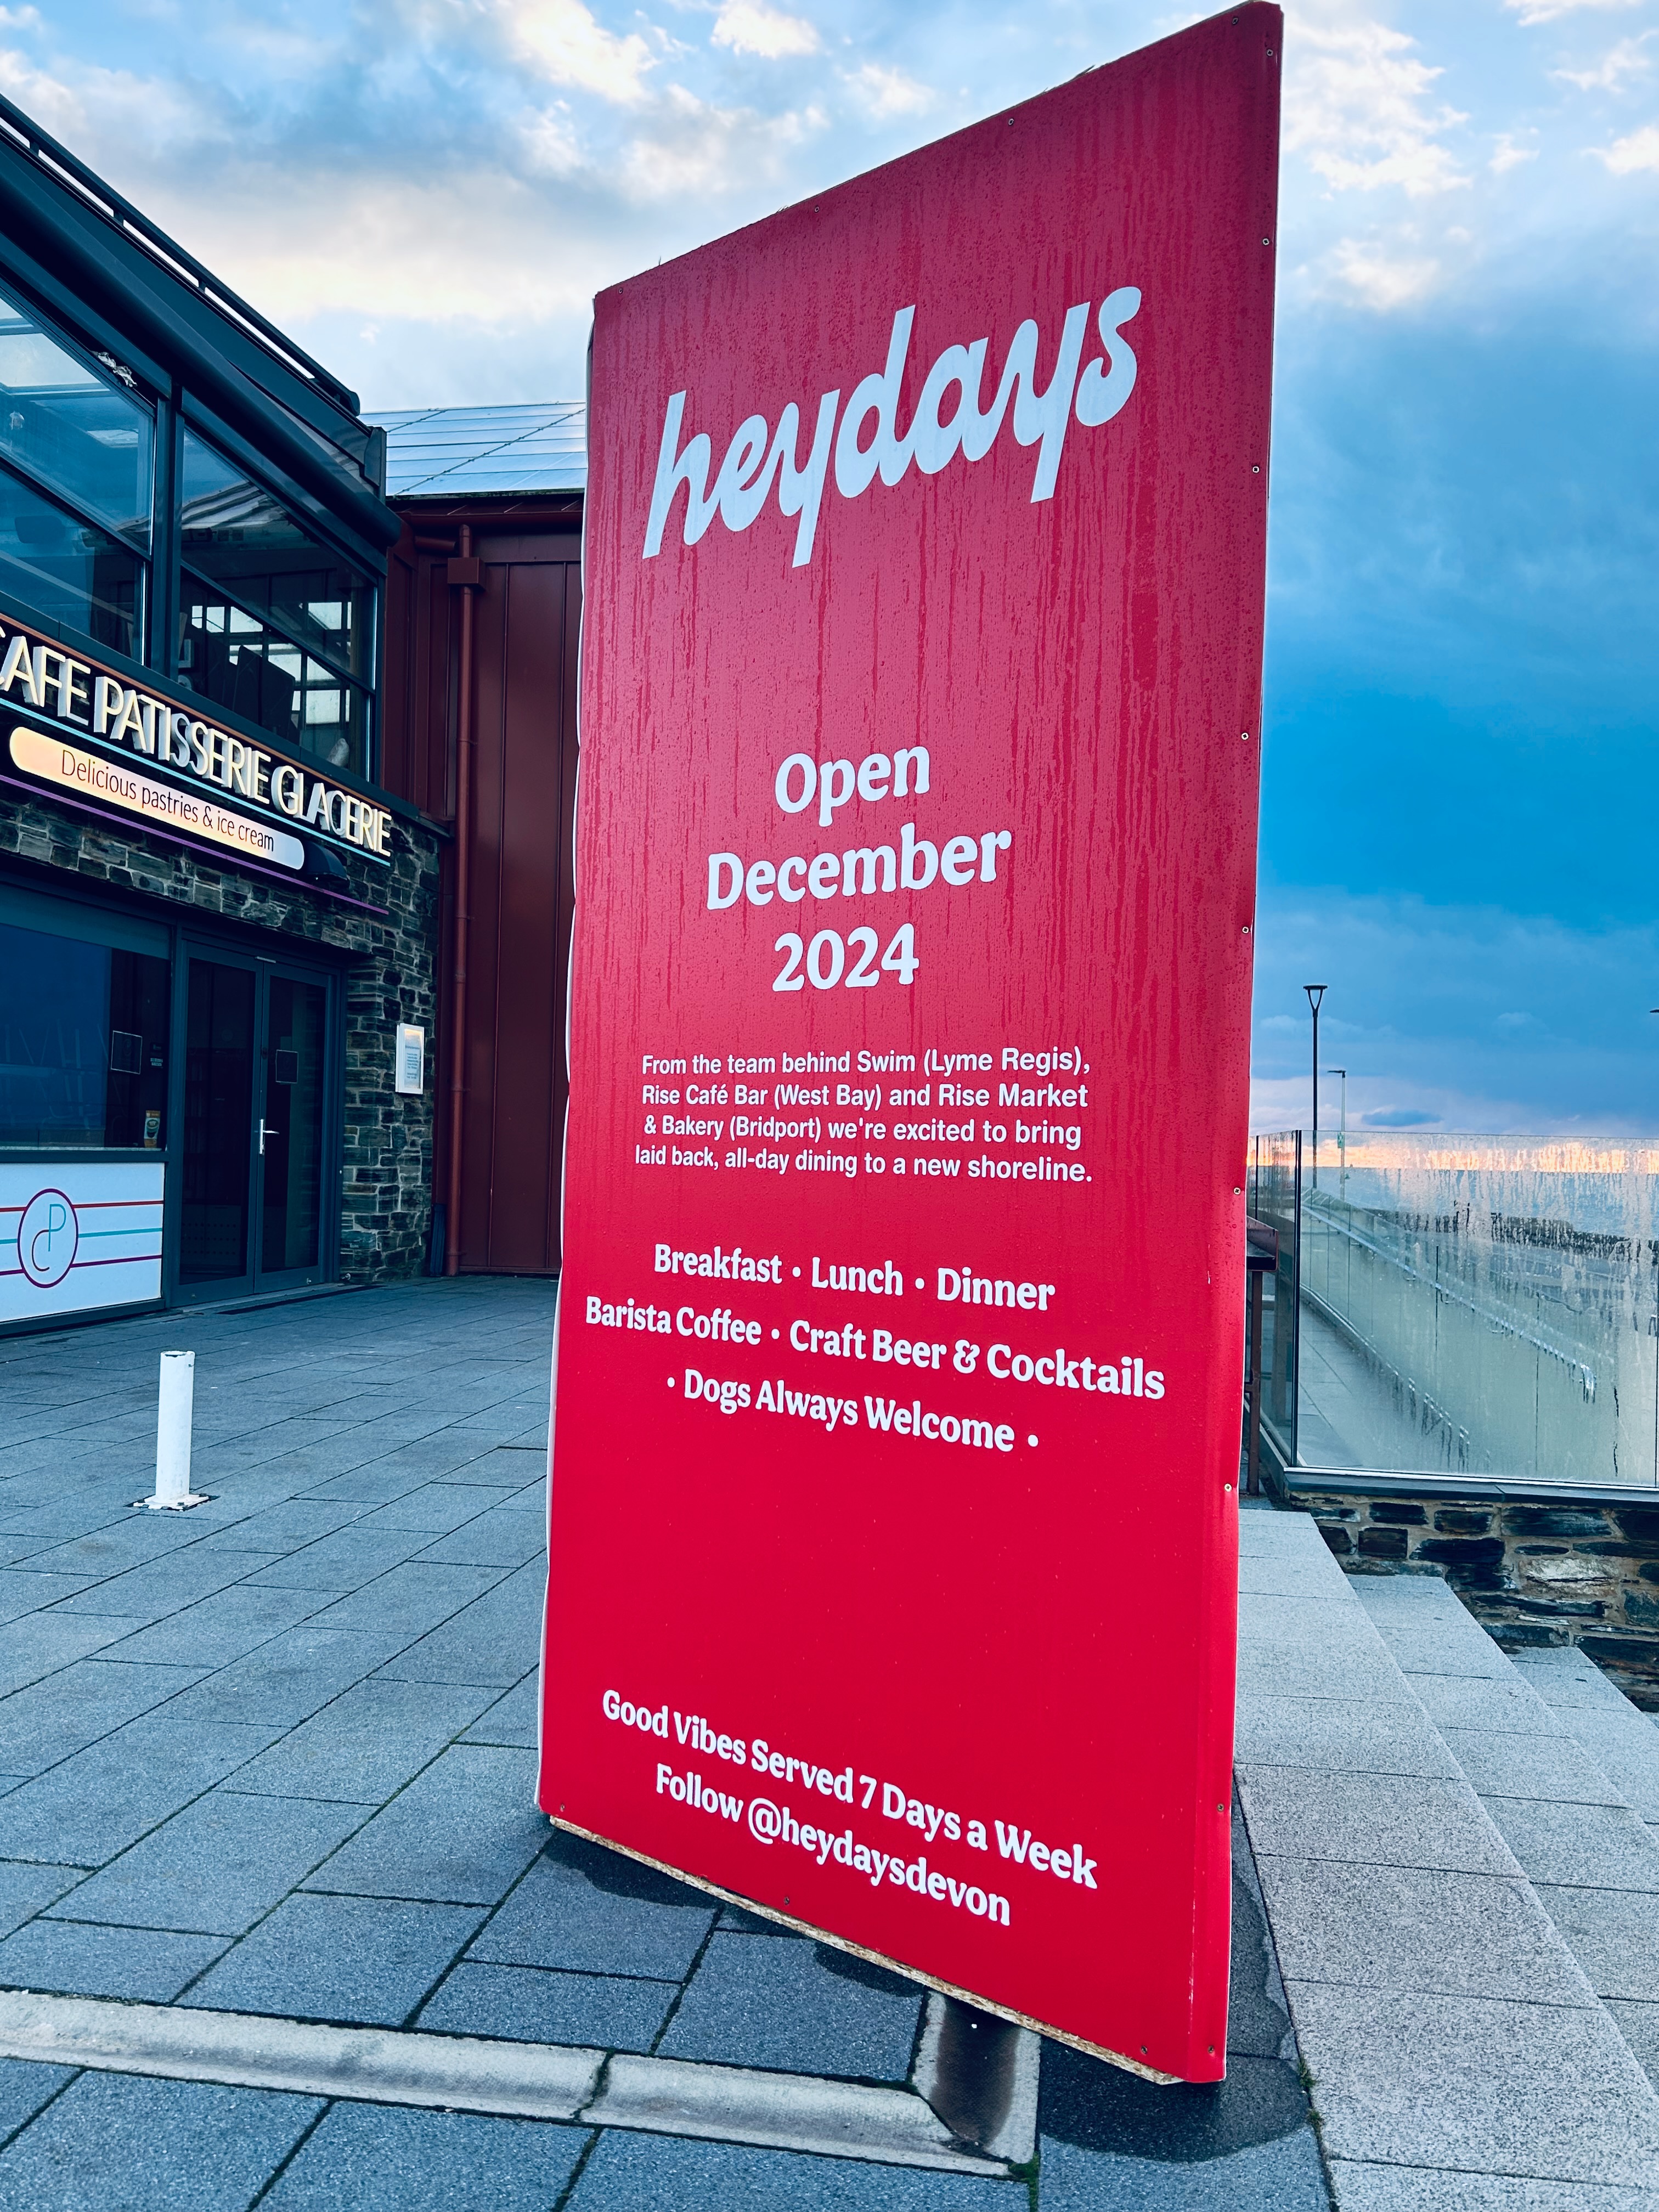 heydays
Open
December
2024
From the team behind Swim (Lyme Regis),
Rise Café Bar (West Bay) and Rise Market
& Bakery (Bridport) we're excited to bring
laid back, all-day dining to a new shoreline.
Breakfast • Lunch • Dinner
Barista Coffee • Craft Beer & Cocktails
• Dogs Always Welcome •
Good Vibes Served 7 Days a Week
Follow @heydaysdevon
CAFE PATISSERIE GLACERIE
Delicious pastries & ice cream
CP